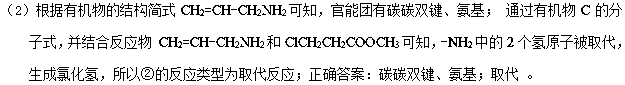 （2）根据有机物的结构简式 CH2=CH-CH2NH2 可知，官能团有碳碳双键、氨基； 通过有机物 C 的分
子式，并结合反应物 CH2=CH-CH2NH2 和 ClCH2CH2COOCH3 可知，-NH2 中的 2 个氢原子被取代，
生成氯化氢，所以②的反应类型为取代反应；正确答案：碳碳双键、氨基；取代 。